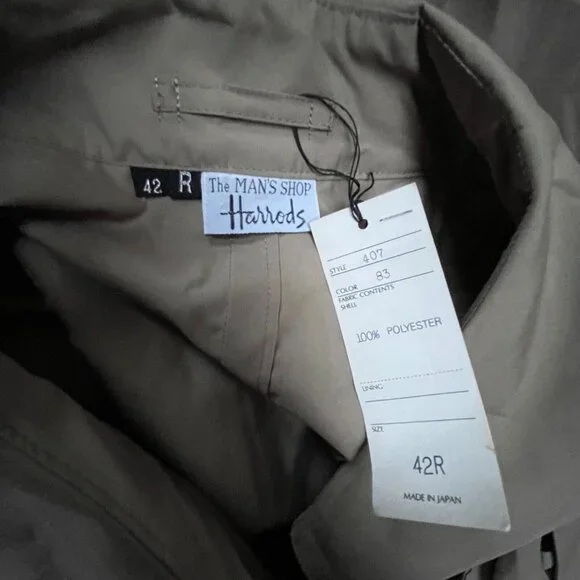 42 R
The MAN'S SHOP
Harrods
STYLE 407
COLOR 83
FABRIC CONTENTS
SHELL
100% POLYESTER
LINING
SIZE
42R
MADE IN JAPAN